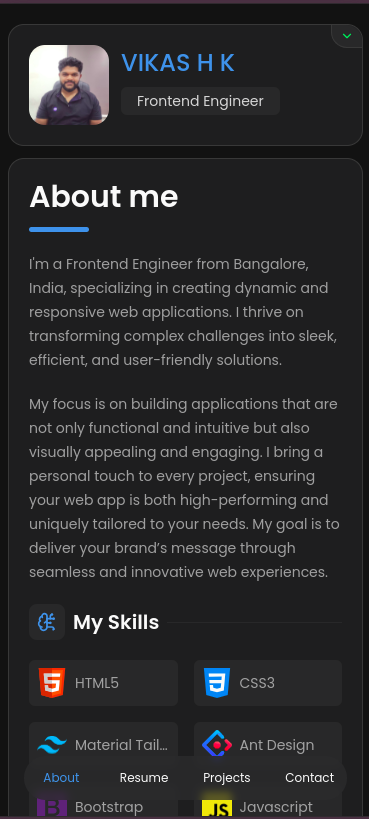 VIKAS H K
Frontend Engineer
About me
I'm a Frontend Engineer from Bangalore,
India, specializing in creating dynamic and
responsive web applications. I thrive on
transforming complex challenges into sleek,
efficient, and user-friendly solutions.
My focus is on building applications that are
not only functional and intuitive but also
visually appealing and engaging. I bring a
personal touch to every project, ensuring
your web app is both high-performing and
uniquely tailored to your needs. My goal is to
deliver your brand’s message through
seamless and innovative web experiences.
My Skills
HTML5
CSS3
Material Tail...
Ant Design
About Resume Projects Contact
Bootstrap
JS Javascript